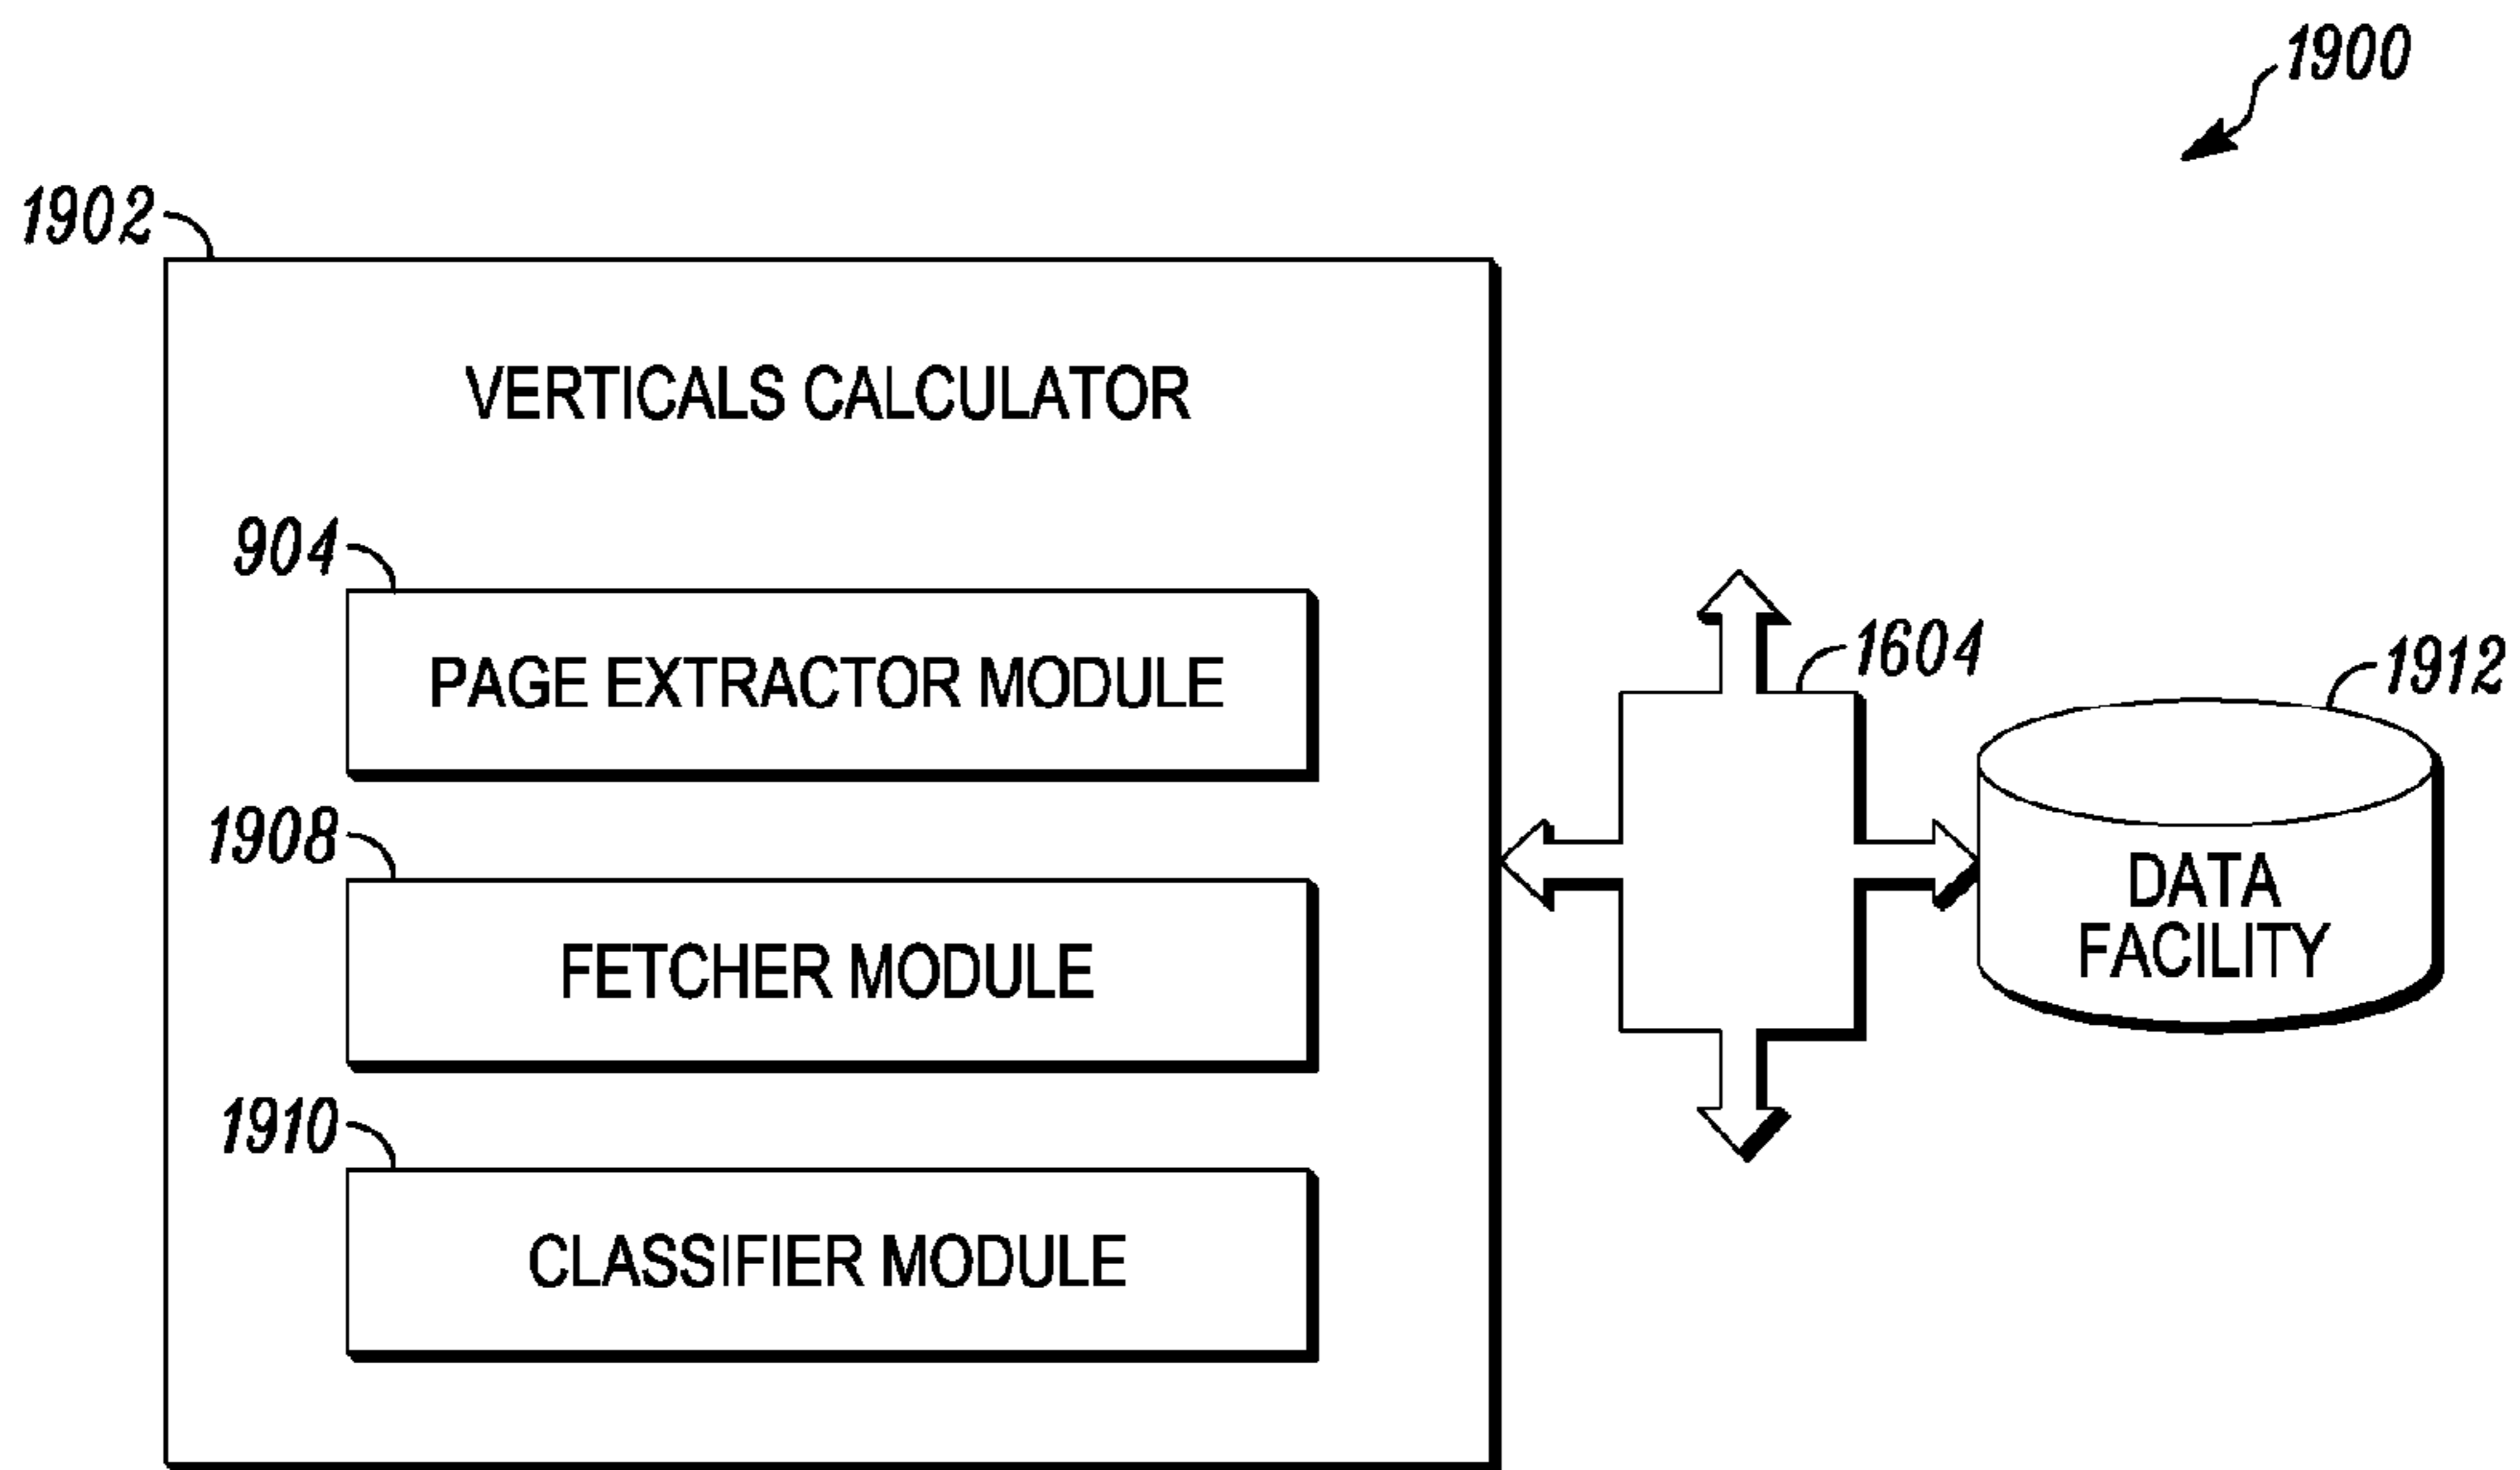 1900
1902
VERTICALS CALCULATOR
904
PAGE EXTRACTOR MODULE
1604
1912
1908
DATA
FACILITY
FETCHER MODULE
1910
CLASSIFIER MODULE